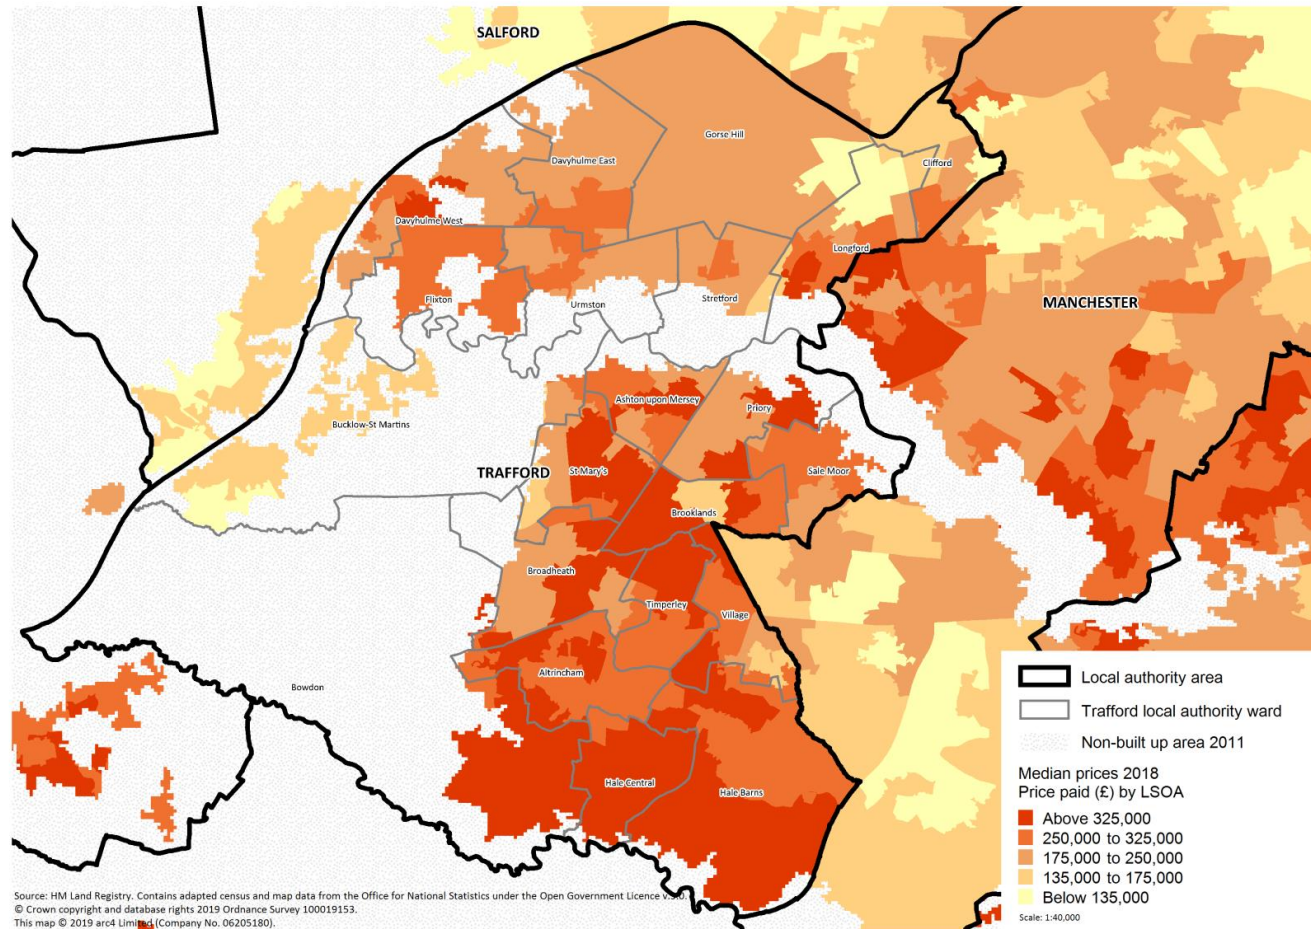 SALFORD
Gorse Hill
Davyhulme East
Clifford
Davyhulme West
Longford
Flixton
Urmston
Stretford
MANCHESTER
Ashton upon Mersey
Priory
Bucklow-St Martins
TRAFFORD
St Mary's
Sale Moor
Brooklands
Broadheath
Timperley
Village
Altrincham
Bowdon
Hale Central
Hale Barns
Local authority area
Trafford local authority ward
Non-built up area 2011
Median prices 2018
Price paid (£) by LSOA
Above 325,000
250,000 to 325,000
175,000 to 250,000
135,000 to 175,000
Below 135,000
Scale: 1:40,000
Source: HM Land Registry. Contains adapted census and map data from the Office for National Statistics under the Open Government Licence v.3.0.
© Crown copyright and database rights 2019 Ordnance Survey 100019153.
This map © 2019 arc4 Limited (Company No. 06205180).